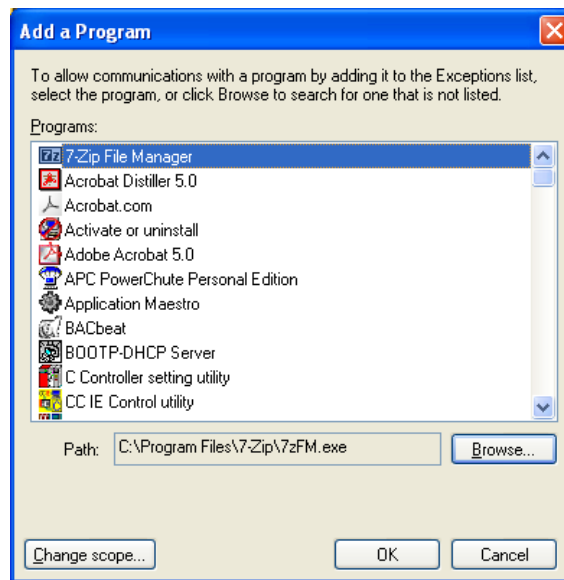 Add a Program
To allow communications with a program by adding it to the Exceptions list,
select the program, or click Browse to search for one that is not listed.
Programs:
7z 7-Zip File Manager
Acrobat Distiller 5.0
Acrobat.com
Activate or uninstall
Adobe Acrobat 5.0
APC PowerChute Personal Edition
Application Maestro
BACbeat
BOOTP-DHCP Server
C Controller setting utility
CC IE Control utility
Path: C:\Program Files\7-Zip\7zFM.exe Browse...
Change scope... OK Cancel